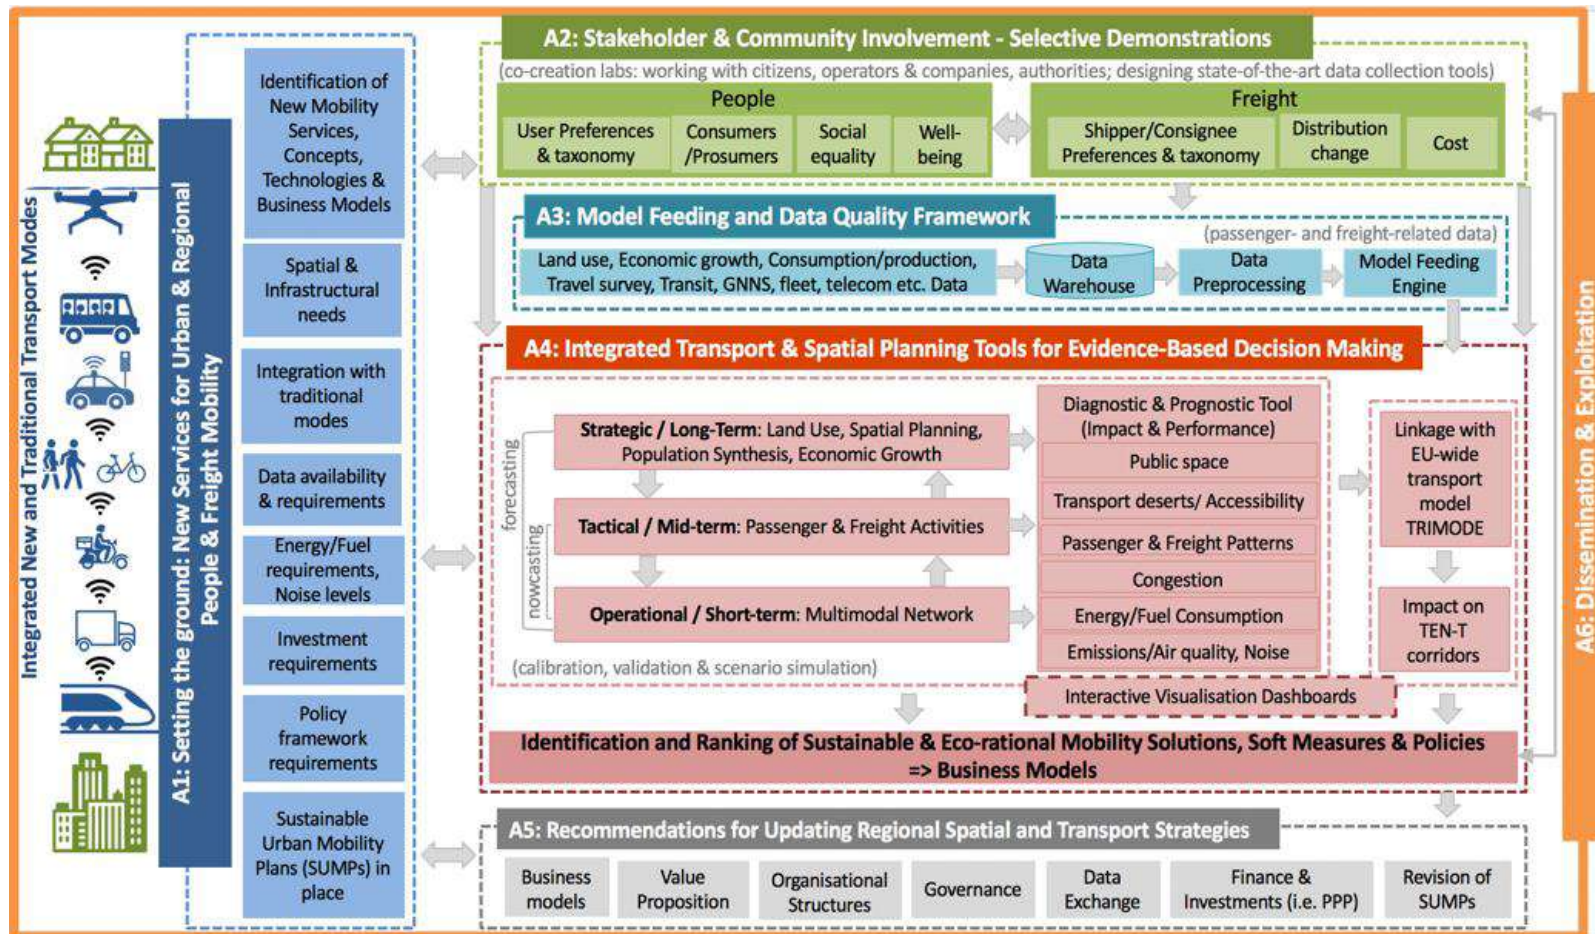 Integrated New and Traditional Transport Modes
A1: Setting the ground: New Services for Urban & Regional
People & Freight Mobility
Identification of
New Mobility
Services,
Concepts,
Technologies &
Business Models
Spatial &
Infrastructural
needs
Integration with
traditional
modes
Data availability
& requirements
Energy/Fuel
requirements,
Noise levels
Investment
requirements
Policy
framework
requirements
Sustainable
Urban Mobility
Plans (SUMPs) in
place
A2: Stakeholder & Community Involvement - Selective Demonstrations
(co-creation labs: working with citizens, operators & companies, authorities; designing state-of-the-art data collection tools)
People
User Preferences
& taxonomy
Consumers
/Prosumers
Social
equality
Well-
being
Freight
Shipper/Consignee
Preferences & taxonomy
Distribution
change
Cost
A3: Model Feeding and Data Quality Framework
(passenger- and freight-related data)
Land use, Economic growth, Consumption/production,
Travel survey, Transit, GNNS, fleet, telecom etc. Data
Data
Warehouse
Data
Preprocessing
Model Feeding
Engine
A4: Integrated Transport & Spatial Planning Tools for Evidence-Based Decision Making
forecasting
nowcasting
Strategic / Long-Term: Land Use, Spatial Planning,
Population Synthesis, Economic Growth
Tactical / Mid-term: Passenger & Freight Activities
Operational / Short-term: Multimodal Network
(calibration, validation & scenario simulation)
Diagnostic & Prognostic Tool
(Impact & Performance)
Public space
Transport deserts/ Accessibility
Passenger & Freight Patterns
Congestion
Energy/Fuel Consumption
Emissions/Air quality, Noise
Interactive Visualisation Dashboards
Linkage with
EU-wide
transport
model
TRIMODE
Impact on
TEN-T
corridors
Identification and Ranking of Sustainable & Eco-rational Mobility Solutions, Soft Measures & Policies
=> Business Models
A5: Recommendations for Updating Regional Spatial and Transport Strategies
Business
models
Value
Proposition
Organisational
Structures
Governance
Data
Exchange
Finance &
Investments (i.e. PPP)
Revision of
SUMPs
A6: Dissemination & Exploitation